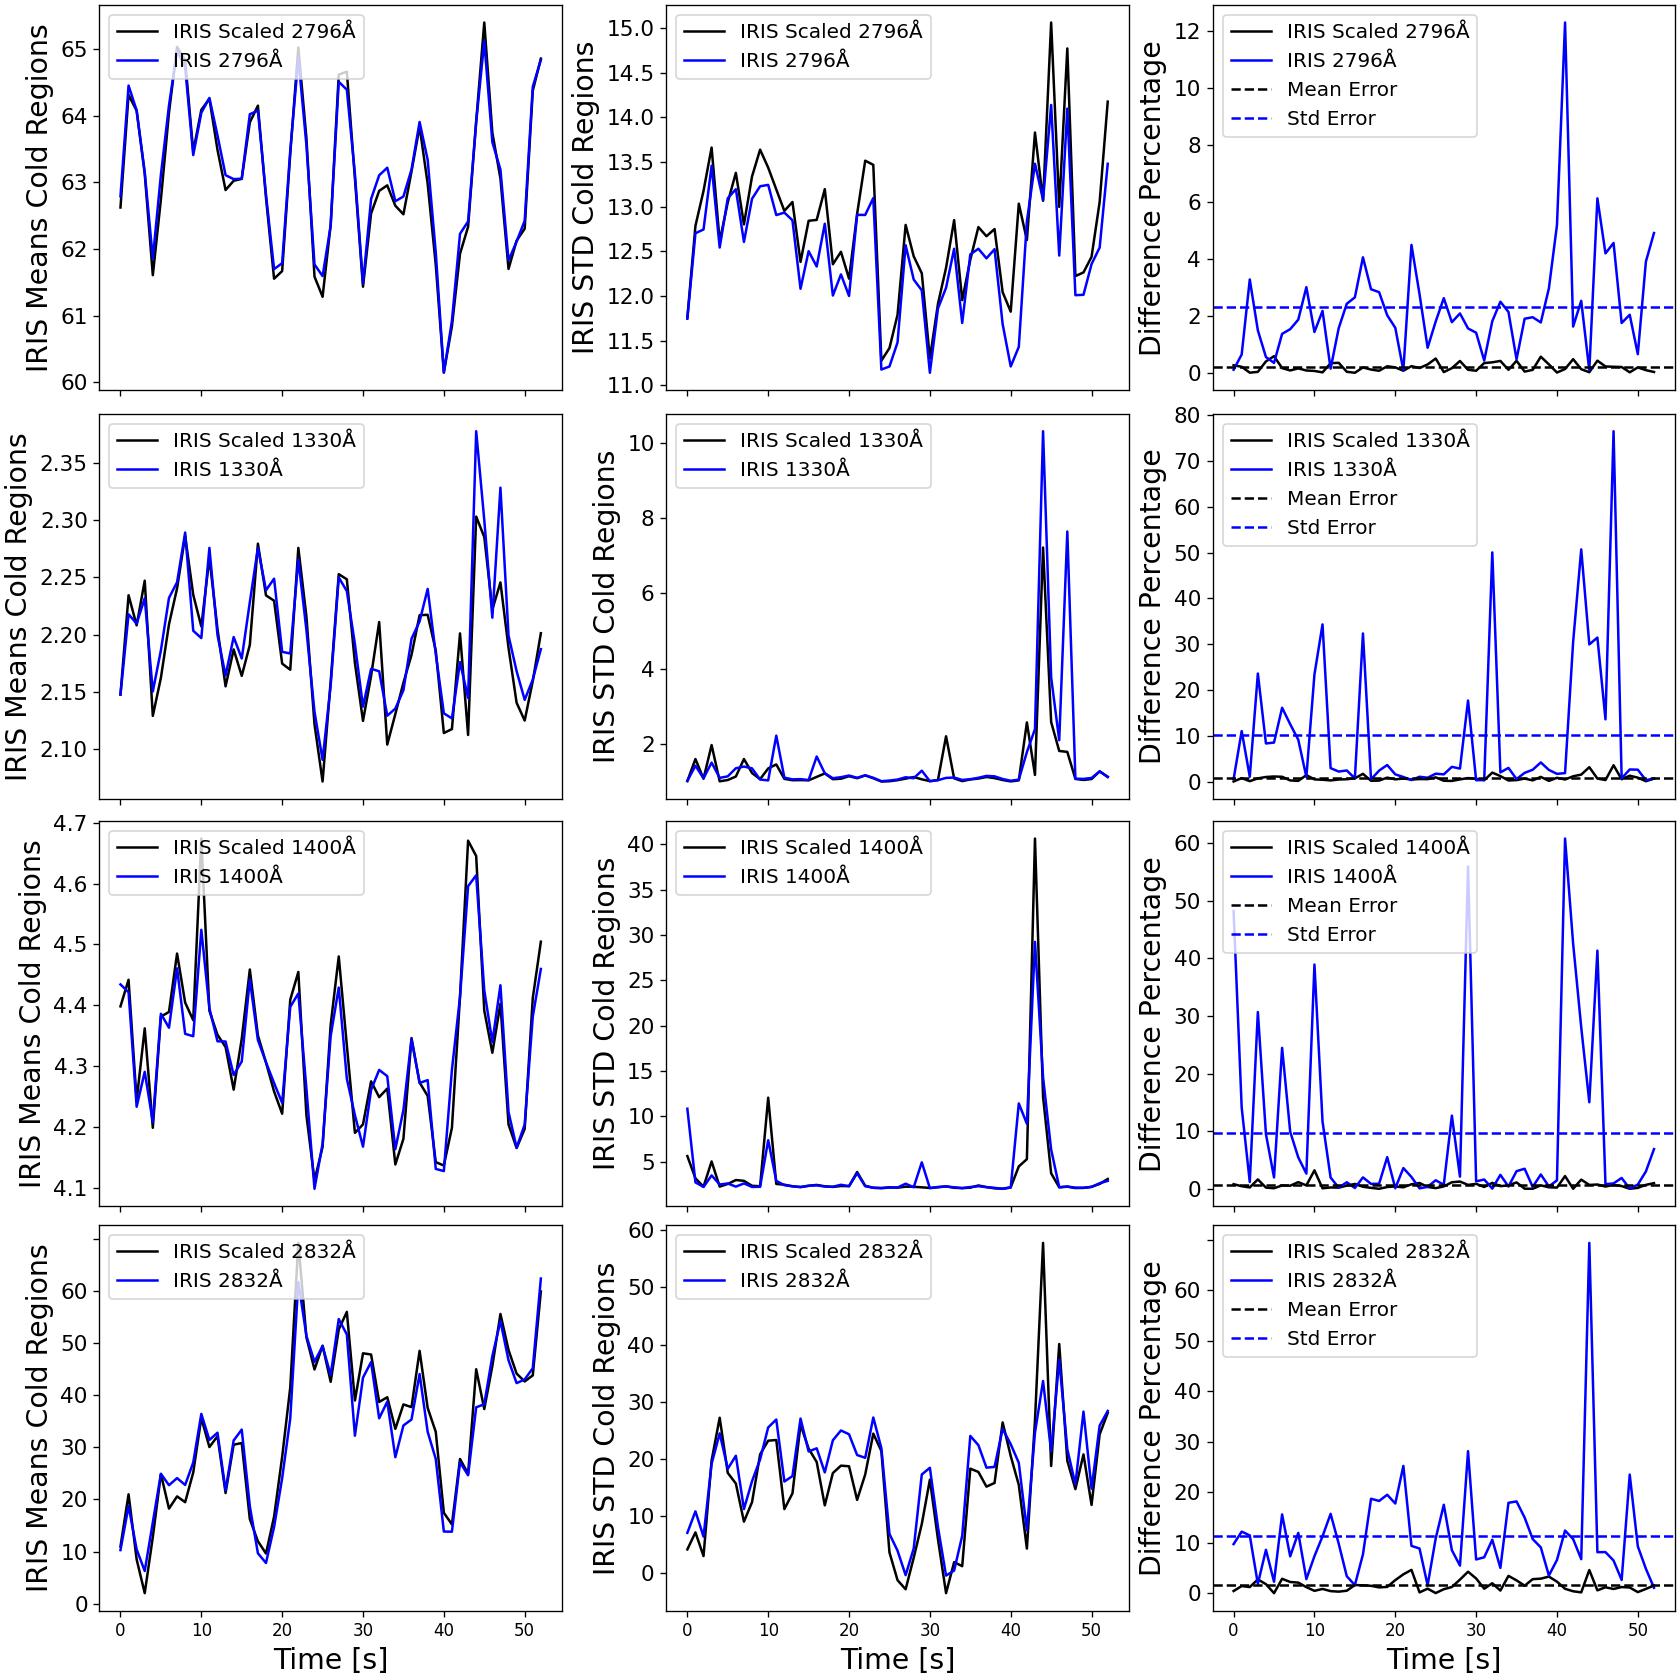 IRIS Means Cold Regions
65
64
63
62
61
60
IRIS Scaled 2796Å
IRIS 2796Å
IRIS STD Cold Regions
15.0
14.5
14.0
13.5
13.0
12.5
12.0
11.5
11.0
IRIS Scaled 2796Å
IRIS 2796Å
Difference Percentage
12
10
8
6
4
2
0
IRIS Scaled 2796Å
IRIS 2796Å
Mean Error
Std Error
IRIS Means Cold Regions
2.35
2.30
2.25
2.20
2.15
2.10
IRIS Scaled 1330Å
IRIS 1330Å
IRIS STD Cold Regions
10
8
6
4
2
IRIS Scaled 1330Å
IRIS 1330Å
Difference Percentage
80
70
60
50
40
30
20
10
0
IRIS Scaled 1330Å
IRIS 1330Å
Mean Error
Std Error
IRIS Means Cold Regions
4.7
4.6
4.5
4.4
4.3
4.2
4.1
IRIS Scaled 1400Å
IRIS 1400Å
IRIS STD Cold Regions
40
35
30
25
20
15
10
5
IRIS Scaled 1400Å
IRIS 1400Å
Difference Percentage
60
50
40
30
20
10
0
IRIS Scaled 1400Å
IRIS 1400Å
Mean Error
Std Error
IRIS Means Cold Regions
60
50
40
30
20
10
0
IRIS Scaled 2832Å
IRIS 2832Å
0 10 20 30 40 50
Time [s]
IRIS STD Cold Regions
60
50
40
30
20
10
0
IRIS Scaled 2832Å
IRIS 2832Å
0 10 20 30 40 50
Time [s]
Difference Percentage
60
50
40
30
20
10
0
IRIS Scaled 2832Å
IRIS 2832Å
Mean Error
Std Error
0 10 20 30 40 50
Time [s]